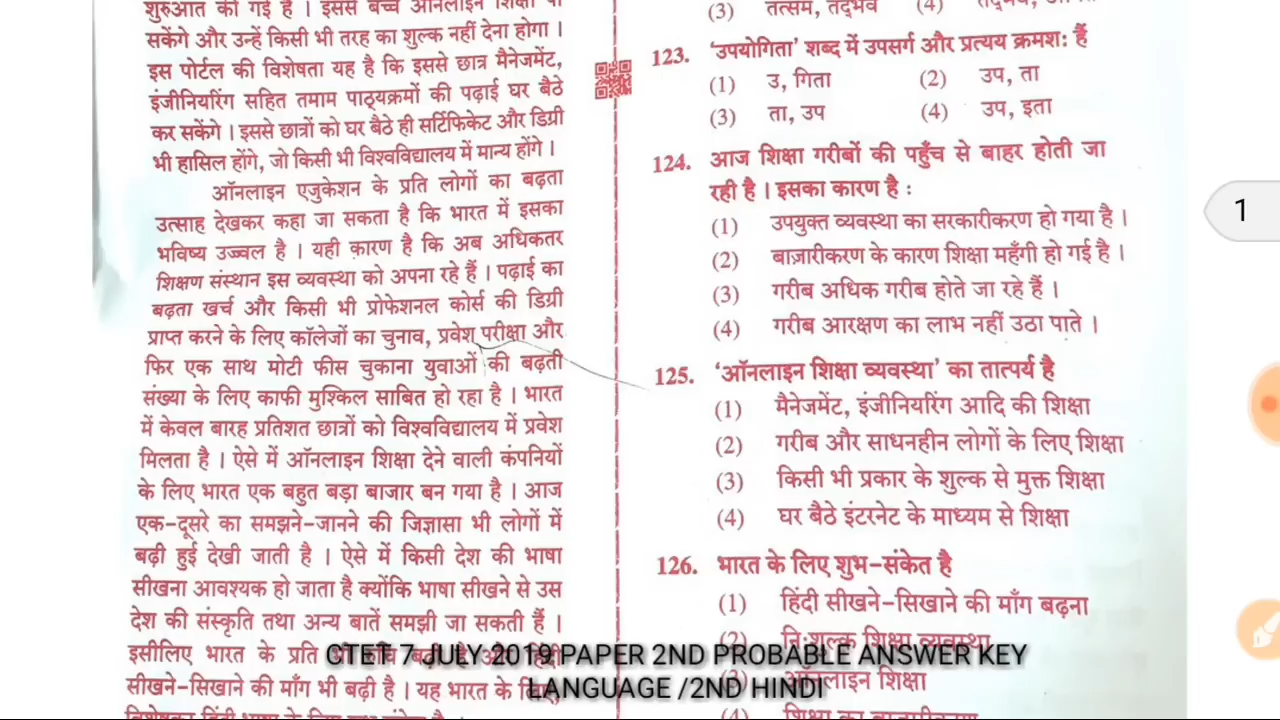 शुरुआत की गई है । इससे बच्चे ऑनलाइन शिक्षा पा
सकेंगे और उन्हें किसी भी तरह का शुल्क नहीं देना होगा ।
इस पोर्टल की विशेषता यह है कि इससे छात्र मैनेजमेंट,
इंजीनियरिंग सहित तमाम पाठ्यक्रमों की पढ़ाई घर बैठे
कर सकेंगे । इससे छात्रों को घर बैठे ही सर्टिफिकेट और डिग्री
भी हासिल होंगे, जो किसी भी विश्वविद्यालय में मान्य होंगे ।
ऑनलाइन एजुकेशन के प्रति लोगों का बढ़ता
उत्साह देखकर कहा जा सकता है कि भारत में इसका
भविष्य उज्वल है । यही कारण है कि अब अधिकतर
शिक्षण संस्थान इस व्यवस्था को अपना रहे हैं । पढ़ाई का
बढ़ता खर्च और किसी भी प्रोफेशनल कोर्स की डिग्री
प्राप्त करने के लिए कॉलेजों का चुनाव, प्रवेश परीक्षा और
फिर एक साथ मोटी फीस चुकाना युवाओं की बढ़ती
संख्या के लिए काफी मुश्किल साबित हो रहा है । भारत
में केवल बारह प्रतिशत छात्रों को विश्वविद्यालय में प्रवेश
मिलता है । ऐसे में ऑनलाइन शिक्षा देने वाली कंपनियों
के लिए भारत एक बहुत बड़ा बाजार बन गया है । आज
एक-दूसरे का समझने-जानने की जिज्ञासा भी लोगों में
बढ़ी हुई देखी जाती है । ऐसे में किसी देश की भाषा
सीखना आवश्यक हो जाता है क्योंकि भाषा सीखने से उस
देश की संस्कृति तथा अन्य बातें समझी जा सकती हैं ।
इसीलिए भारत के प्रति
सीखने-सिखाने की माँग भी बढ़ी है । यह भारत के
(3) तत्सम, तद्भव (4)
123. 'उपयोगिता' शब्द में उपसर्ग और प्रत्यय क्रमशः हैं
(1) उ, गिता (2) उप, ता
(3) ता, उप (4) उप, इता
124. आज शिक्षा गरीबों की पहुँच से बाहर होती जा
रही है । इसका कारण है :
(1) उपयुक्त व्यवस्था का सरकारीकरण हो गया है ।
(2) बाज़ारीकरण के कारण शिक्षा महँगी हो गई है ।
(3) गरीब अधिक गरीब होते जा रहे हैं ।
(4) गरीब आरक्षण का लाभ नहीं उठा पाते ।
125. 'ऑनलाइन शिक्षा व्यवस्था' का तात्पर्य है
(1) मैनेजमेंट, इंजीनियरिंग आदि की शिक्षा
(2) गरीब और साधनहीन लोगों के लिए शिक्षा
(3) किसी भी प्रकार के शुल्क से मुक्त शिक्षा
(4) घर बैठे इंटरनेट के माध्यम से शिक्षा
126. भारत के लिए शुभ-संकेत है
(1) हिंदी सीखने-सिखाने की माँग बढ़ना
(2) निःशुल्क शिक्षा व्यवस्था
(3) ऑनलाइन शिक्षा
(4) शिक्षा का बाज़ारीकरण
1
CTET 7 JULY 2019 PAPER 2ND PROBABLE ANSWER KEY
LANGUAGE /2ND HINDI